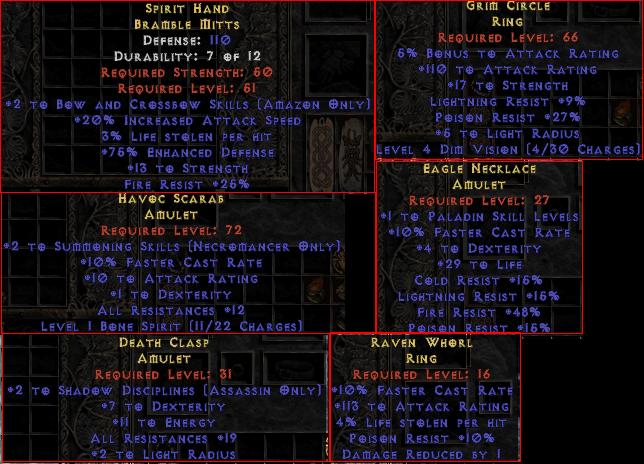 Spirit Hand
Bramble Mitts
Defense: 110
Durability: 7 of 12
Required Strength: 50
Required Level: 51
+2 to Bow and Crossbow Skills (Amazon Only)
+20% Increased Attack Speed
3% Life stolen per hit
+75% Enhanced Defense
+13 to Strength
Fire Resist +25%
Grim Circle
Ring
Required Level: 66
5% Bonus to Attack Rating
+110 to Attack Rating
+17 to Strength
Lightning Resist +9%
Poison Resist +27%
+5 to Light Radius
Level 4 Dim Vision (4/30 Charges)
Havoc Scarab
Amulet
Required Level: 72
+2 to Summoning Skills (Necromancer Only)
+10% Faster Cast Rate
+10 to Attack Rating
+1 to Dexterity
All Resistances +12
Level 1 Bone Spirit (11/22 Charges)
Eagle Necklace
Amulet
Required Level: 27
+1 to Paladin Skill Levels
+10% Faster Cast Rate
+4 to Dexterity
+29 to Life
Cold Resist +15%
Lightning Resist +15%
Fire Resist +48%
Poison Resist +15%
Death Clasp
Amulet
Required Level: 31
+2 to Shadow Disciplines (Assassin Only)
+7 to Dexterity
+11 to Energy
All Resistances +19
+2 to Light Radius
Raven Whorl
Ring
Required Level: 16
+10% Faster Cast Rate
+113 to Attack Rating
4% Life stolen per hit
Poison Resist +10%
Damage Reduced by 1